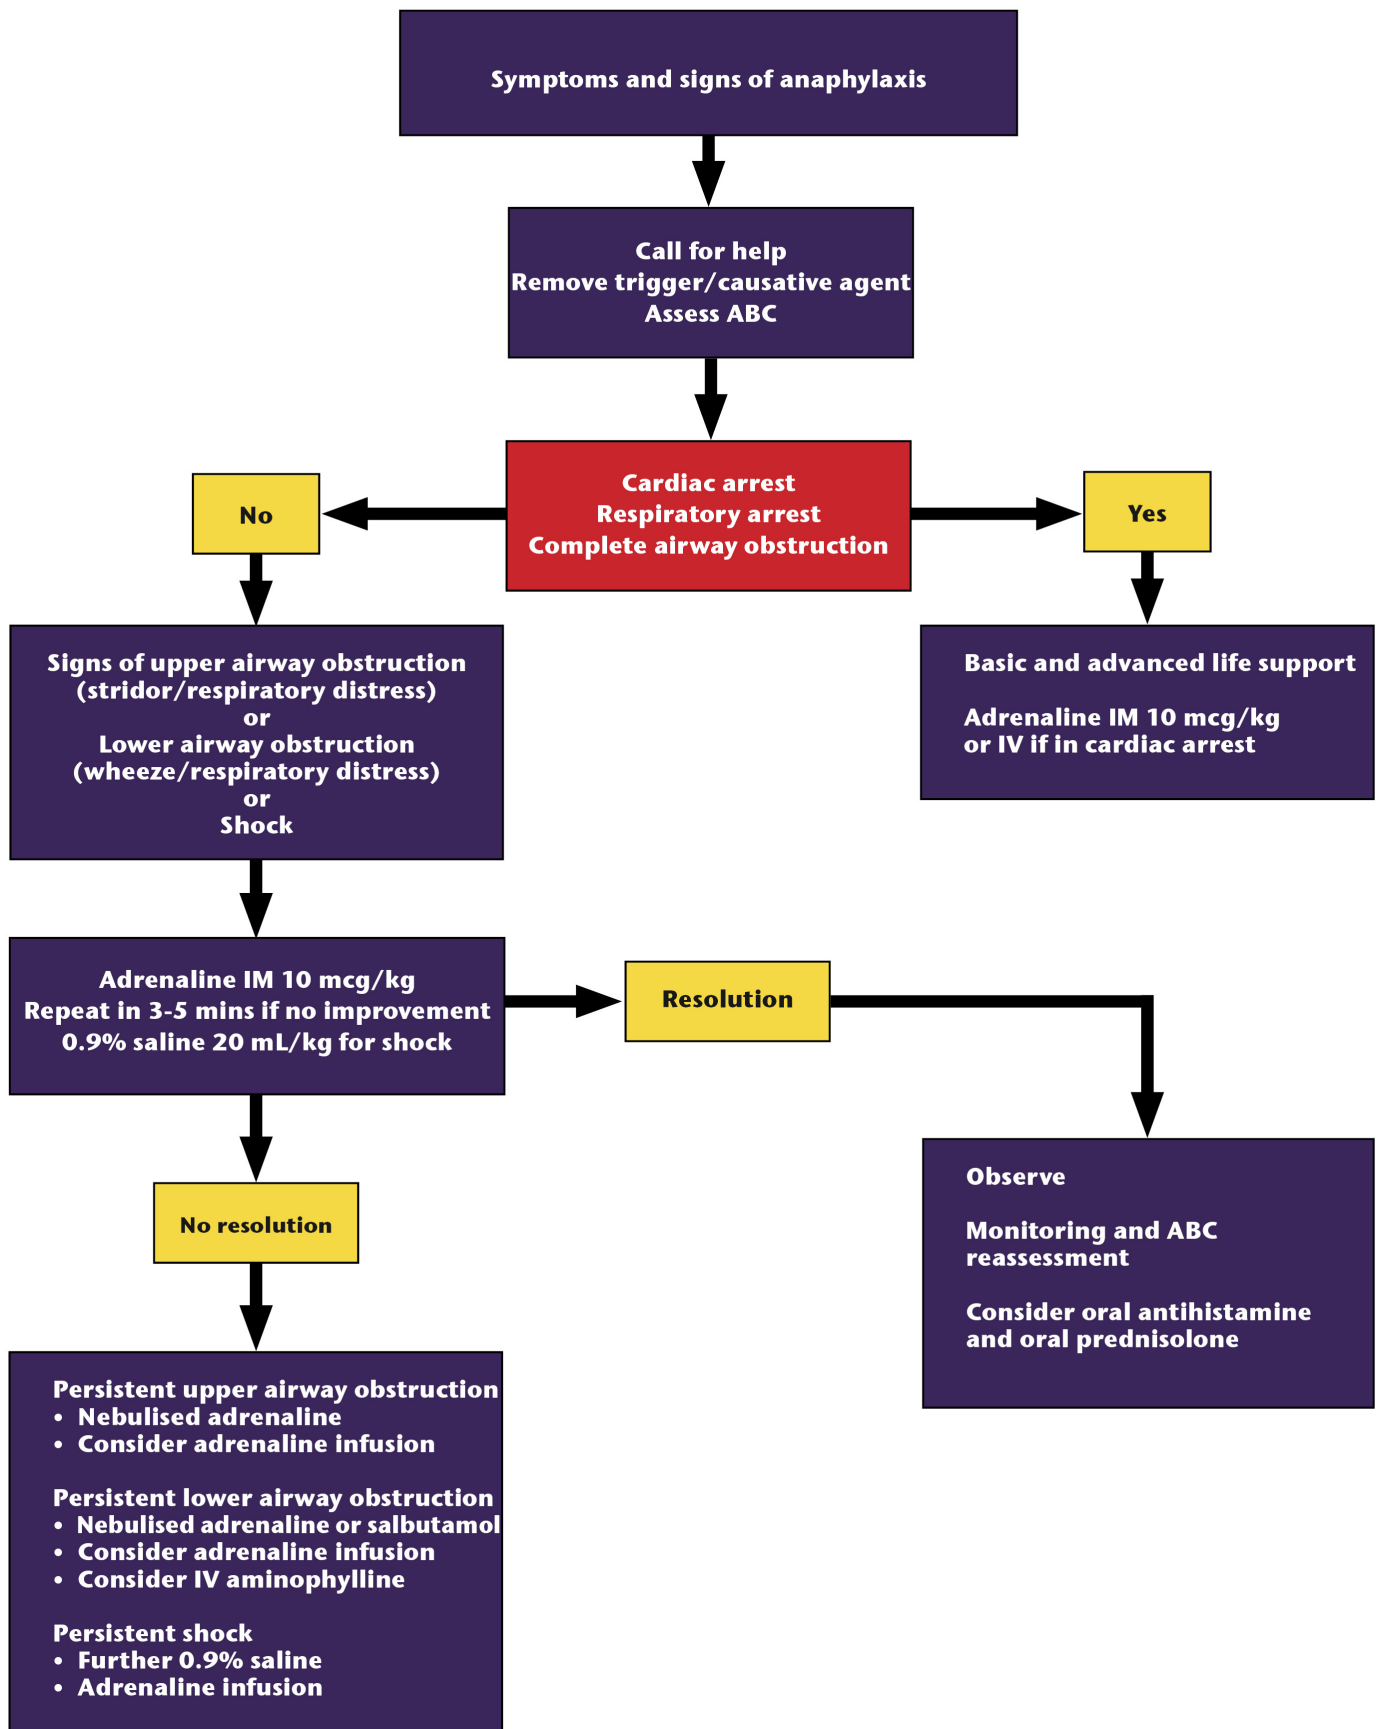 Symptoms and signs of anaphylaxis
Call for help
Remove trigger/causative agent
Assess ABC
Cardiac arrest
Respiratory arrest
Complete airway obstruction
No
Yes
Signs of upper airway obstruction
(stridor/respiratory distress)
or
Lower airway obstruction
(wheeze/respiratory distress)
or
Shock
Basic and advanced life support
Adrenaline IM 10 mcg/kg
or IV if in cardiac arrest
Adrenaline IM 10 mcg/kg
Repeat in 3-5 mins if no improvement
0.9% saline 20 mL/kg for shock
Resolution
No resolution
Observe
Monitoring and ABC
reassessment
Consider oral antihistamine
and oral prednisolone
Persistent upper airway obstruction
• Nebulised adrenaline
• Consider adrenaline infusion
Persistent lower airway obstruction
• Nebulised adrenaline or salbutamol
• Consider adrenaline infusion
• Consider IV aminophylline
Persistent shock
• Further 0.9% saline
• Adrenaline infusion